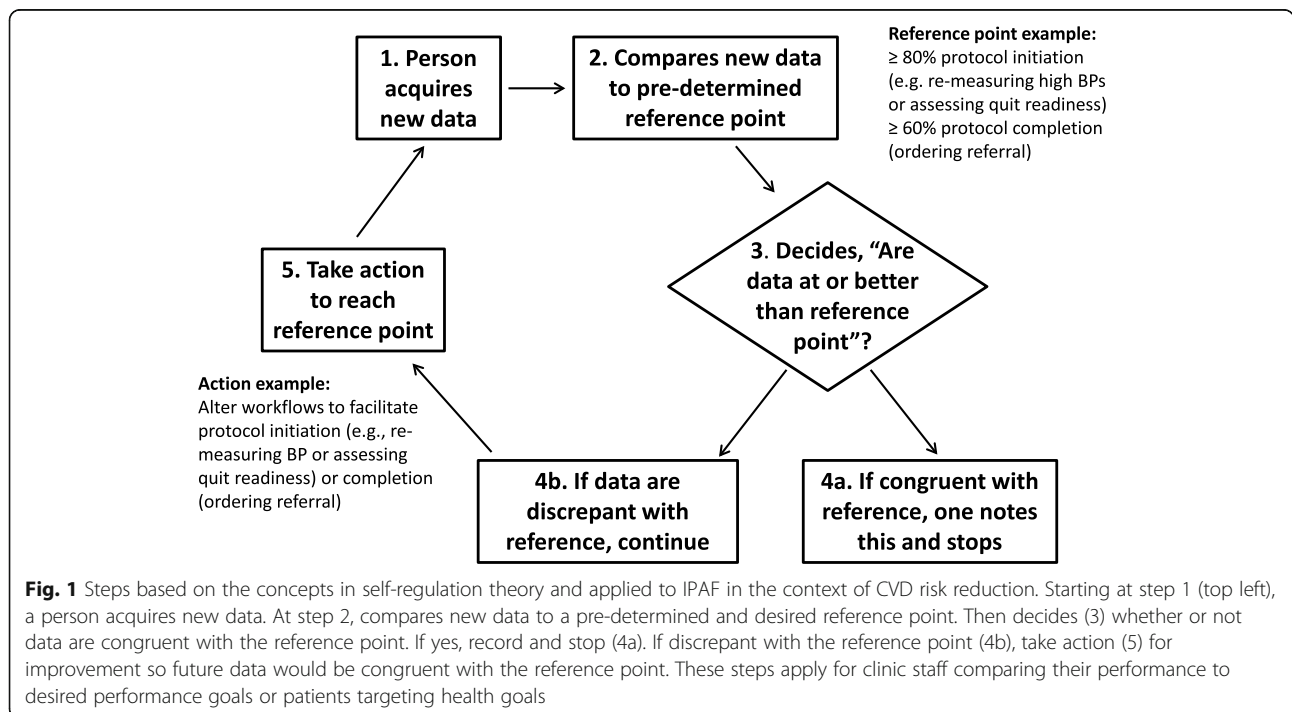 1. Person
acquires
new data
2. Compares new data
to pre-determined
reference point
Reference point example:
≥ 80% protocol initiation
(e.g. re-measuring high BPs
or assessing quit readiness)
≥ 60% protocol completion
(ordering referral)
3. Decides, “Are
data at or better
than reference
point”?
5. Take action
to reach
reference point
Action example:
Alter workflows to facilitate
protocol initiation (e.g., re-
measuring BP or assessing
quit readiness) or completion
(ordering referral)
4b. If data are
discrepant with
reference, continue
4a. If congruent with
reference, one notes
this and stops
Fig. 1 Steps based on the concepts in self-regulation theory and applied to IPAF in the context of CVD risk reduction. Starting at step 1 (top left),
a person acquires new data. At step 2, compares new data to a pre-determined and desired reference point. Then decides (3) whether or not
data are congruent with the reference point. If yes, record and stop (4a). If discrepant with the reference point (4b), take action (5) for
improvement so future data would be congruent with the reference point. These steps apply for clinic staff comparing their performance to
desired performance goals or patients targeting health goals